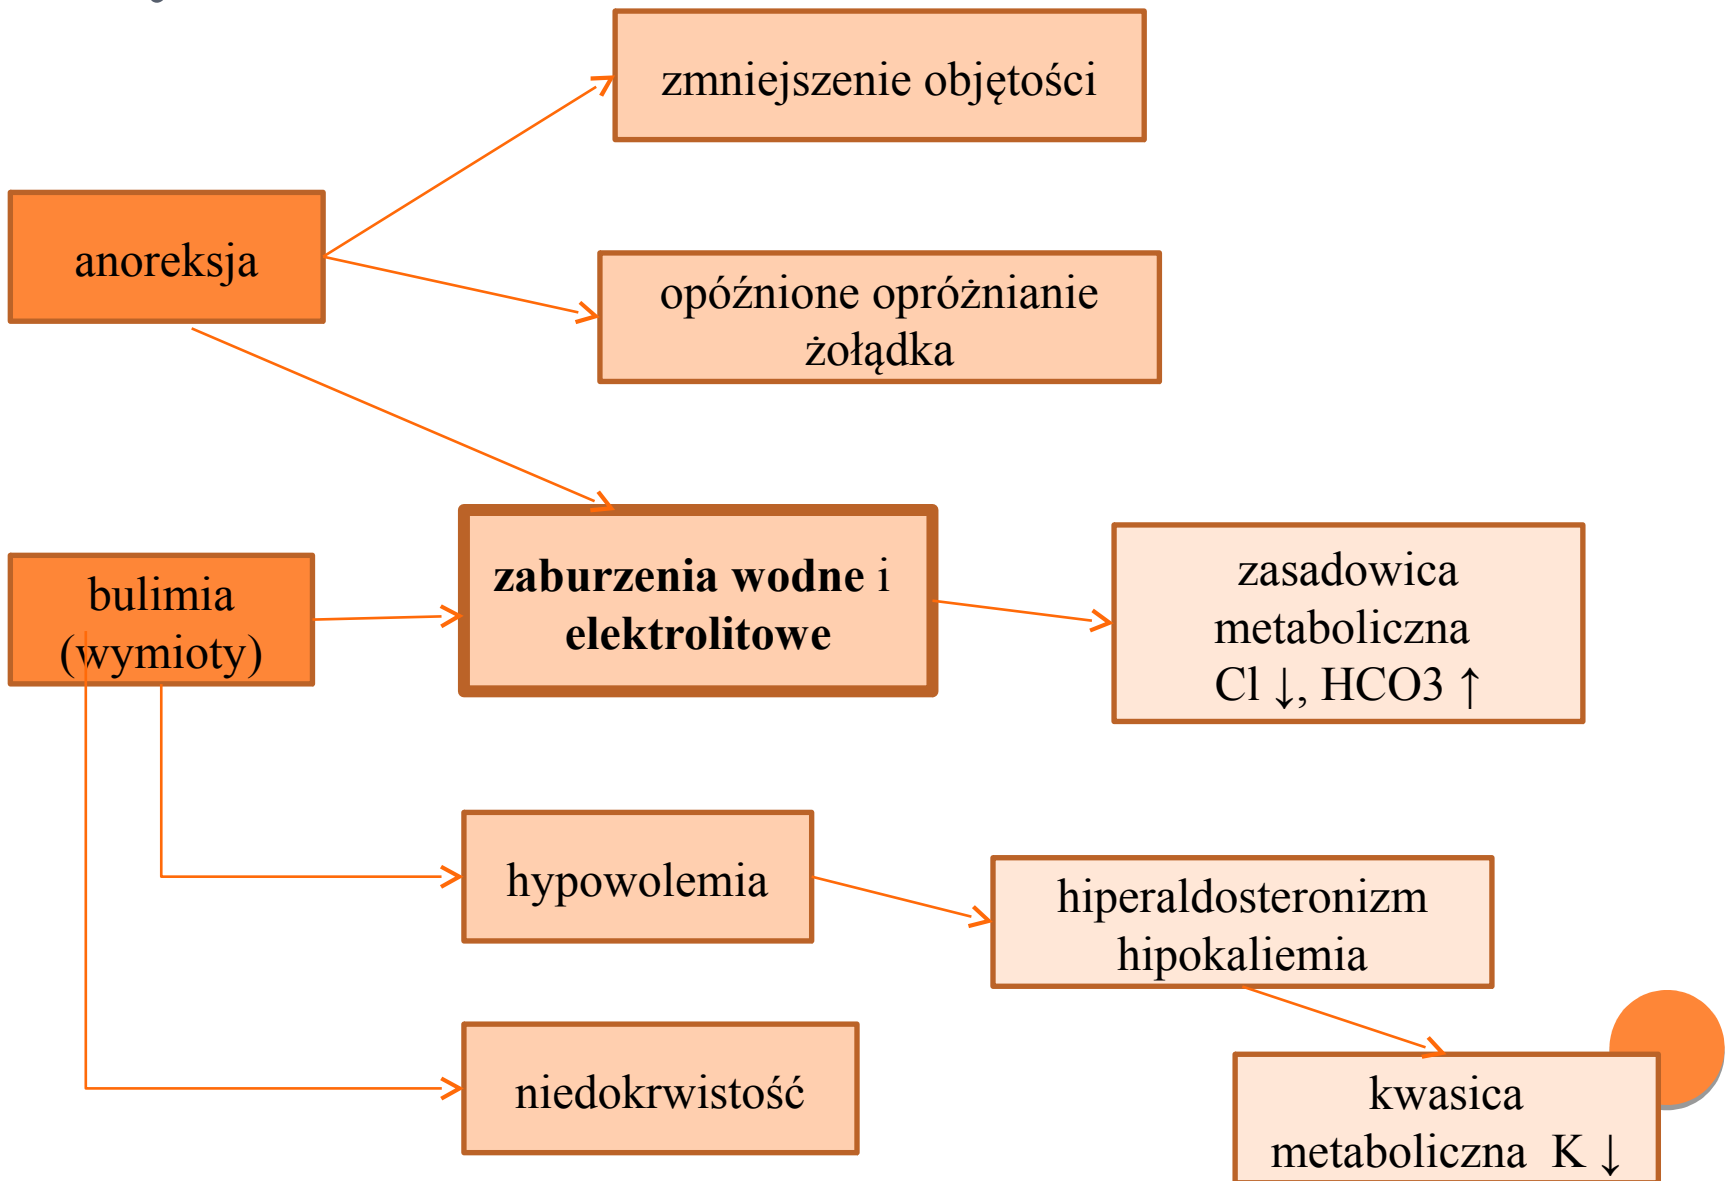 zmniejszenie objętości
anoreksja
opóźnione opróżnianie
żołądka
zaburzenia wodne i
elektrolitowe
zasadowica
metaboliczna
Cl ↓, HCO3 ↑
bulimia
(wymioty)
hypowolemia
hiperaldosteronizm
hipokaliemia
niedokrwistość
kwasica
metaboliczna K ↓